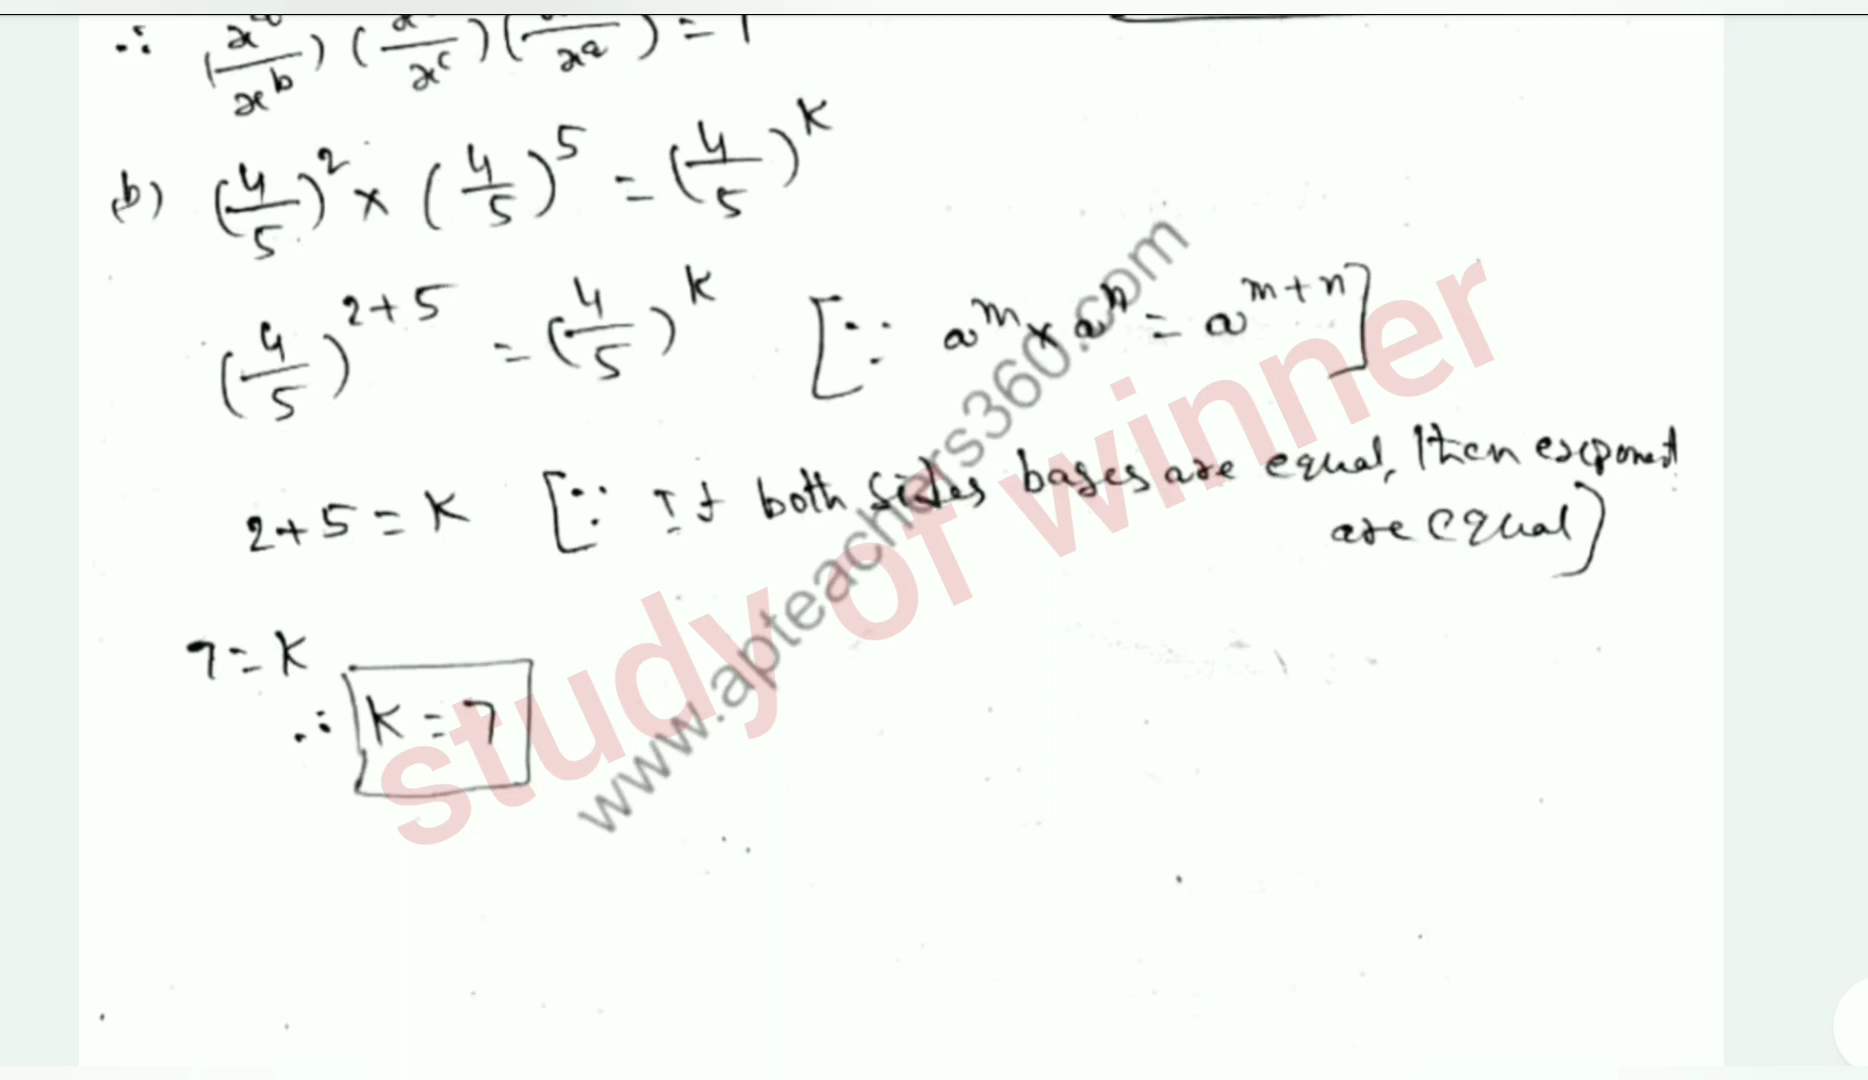 ∴ (x^a/x^b) (x/x^c) (/x^a) = 1
b) (4/5)^2 × (4/5)^5 = (4/5)^k
(4/5)^2+5 = (4/5)^k [∵ a^m × a^n = a^m+n]
2+5 = k [∵ If both sides bases are equal, then exponent
are equal]
7 = k
∴ k = 7
study of winner
www.apteachers360.com